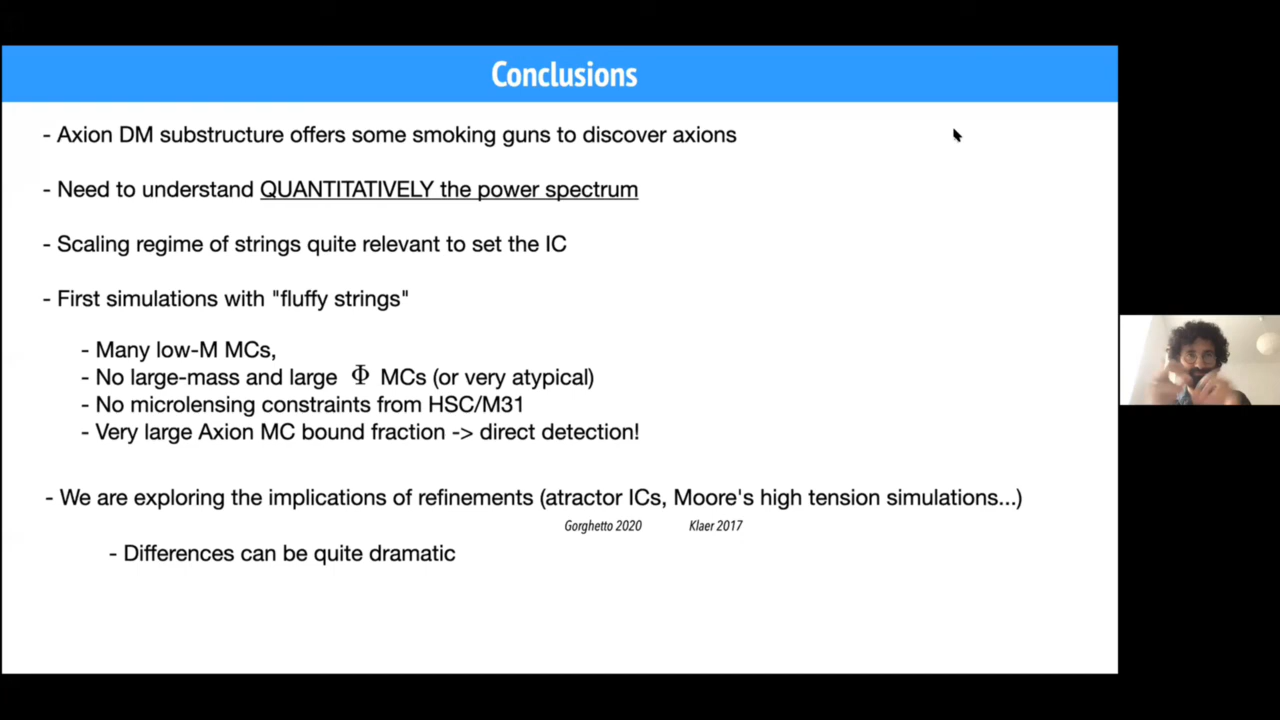 Conclusions
- Axion DM substructure offers some smoking guns to discover axions
- Need to understand QUANTITATIVELY the power spectrum
- Scaling regime of strings quite relevant to set the IC
- First simulations with "fluffy strings"
- Many low-M MCs,
- No large-mass and large Φ MCs (or very atypical)
- No microlensing constraints from HSC/M31
- Very large Axion MC bound fraction -> direct detection!
- We are exploring the implications of refinements (atractor ICs, Moore's high tension simulations...)
Gorghetto 2020 Klaer 2017
- Differences can be quite dramatic